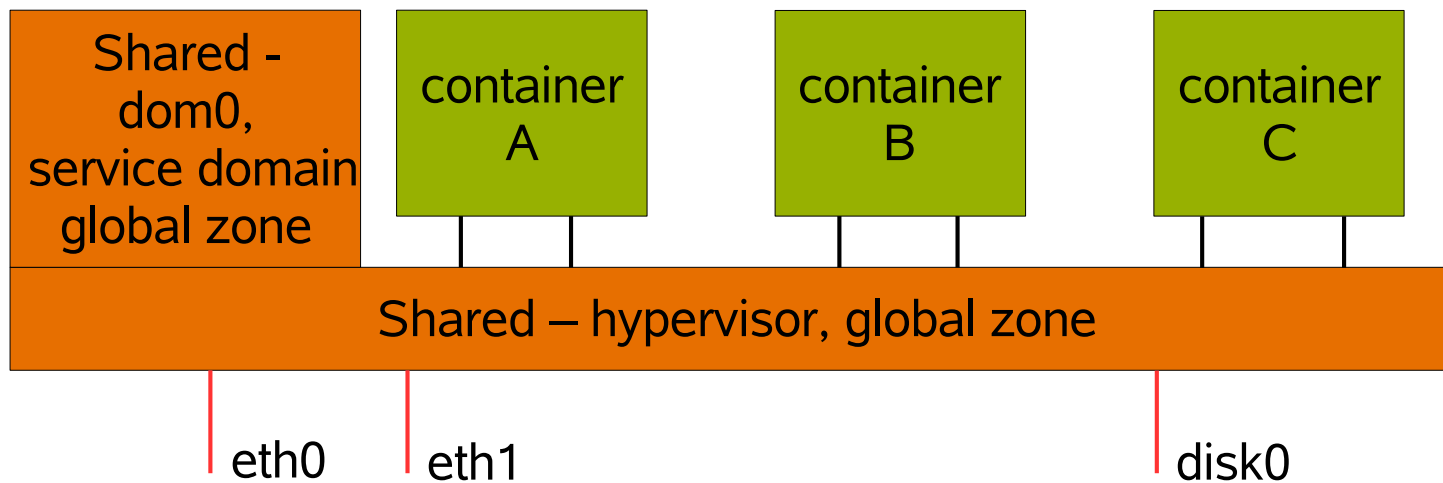 Shared -
dom0,
service domain
global zone
container
A
container
B
container
C
Shared – hypervisor, global zone
eth0
eth1
disk0